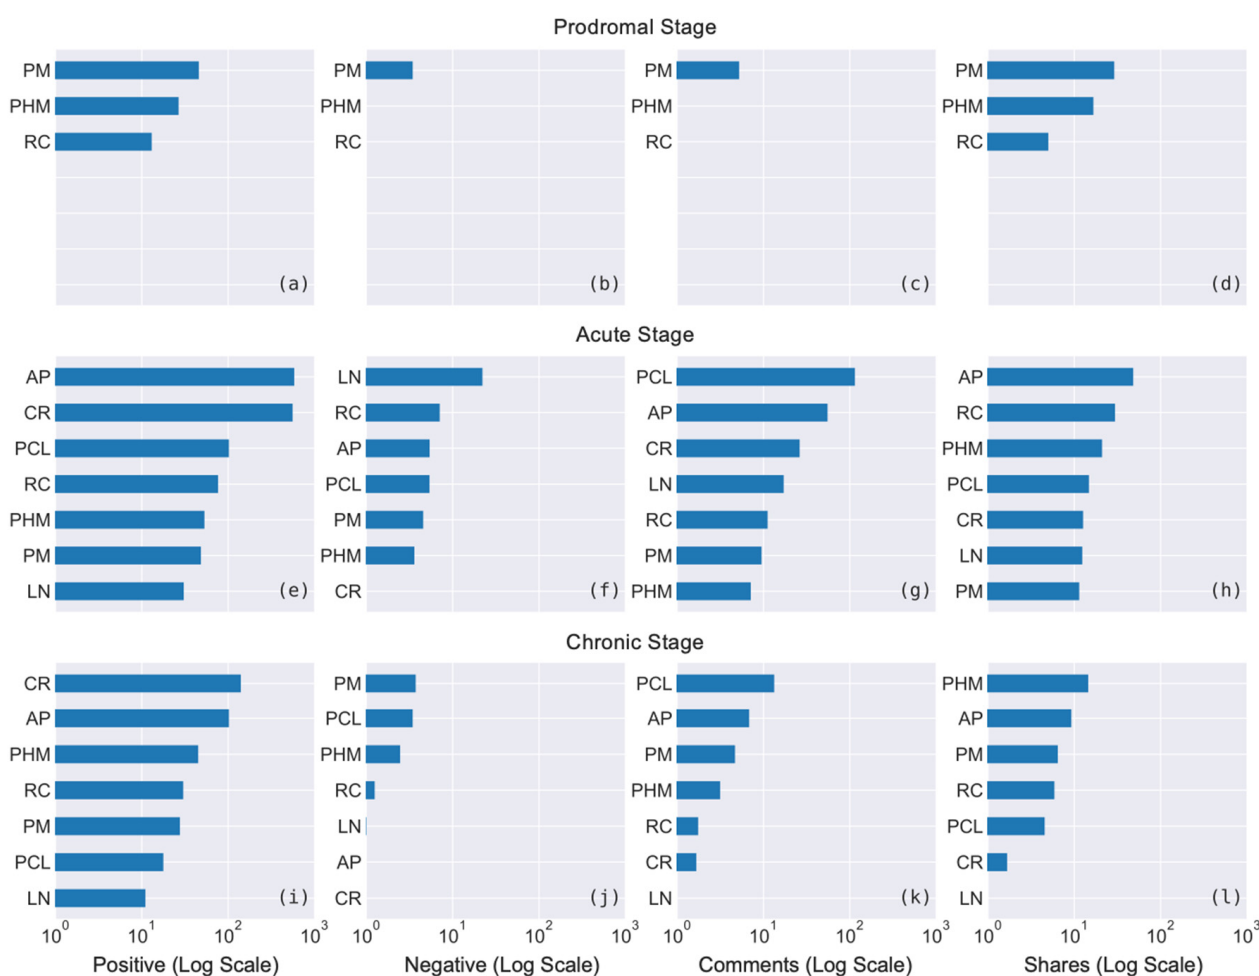 Prodromal Stage
PM PM PM PM
PHM PHM PHM PHM
RC RC RC RC
(a) (b) (c) (d)
Acute Stage
AP LN PCL AP
CR RC AP RC
PCL AP CR PHM
RC PCL LN PCL
PHM PM RC CR
PM PHM PM LN
LN (e) CR (f) PHM (g) PM (h)
Chronic Stage
CR PM PCL PHM
AP PCL AP AP
PHM PHM PM PM
RC RC PHM RC
PM LN RC PCL
PCL AP CR CR
LN (i) CR (j) LN (k) LN (l)
10^0 10^1 10^2 10^3 10^0 10^1 10^2 10^3 10^0 10^1 10^2 10^3 10^0 10^1 10^2 10^3
Positive (Log Scale) Negative (Log Scale) Comments (Log Scale) Shares (Log Scale)